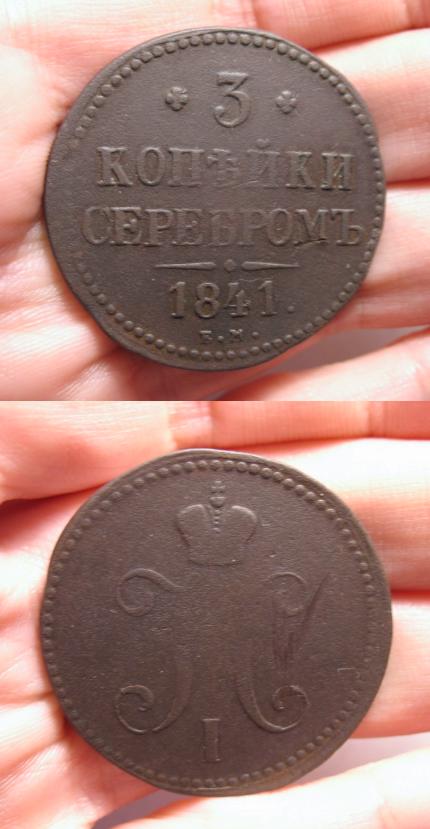 3
КОПѢЙКИ
СЕРЕБРОМЪ
1841.
Е.М.
Н
I